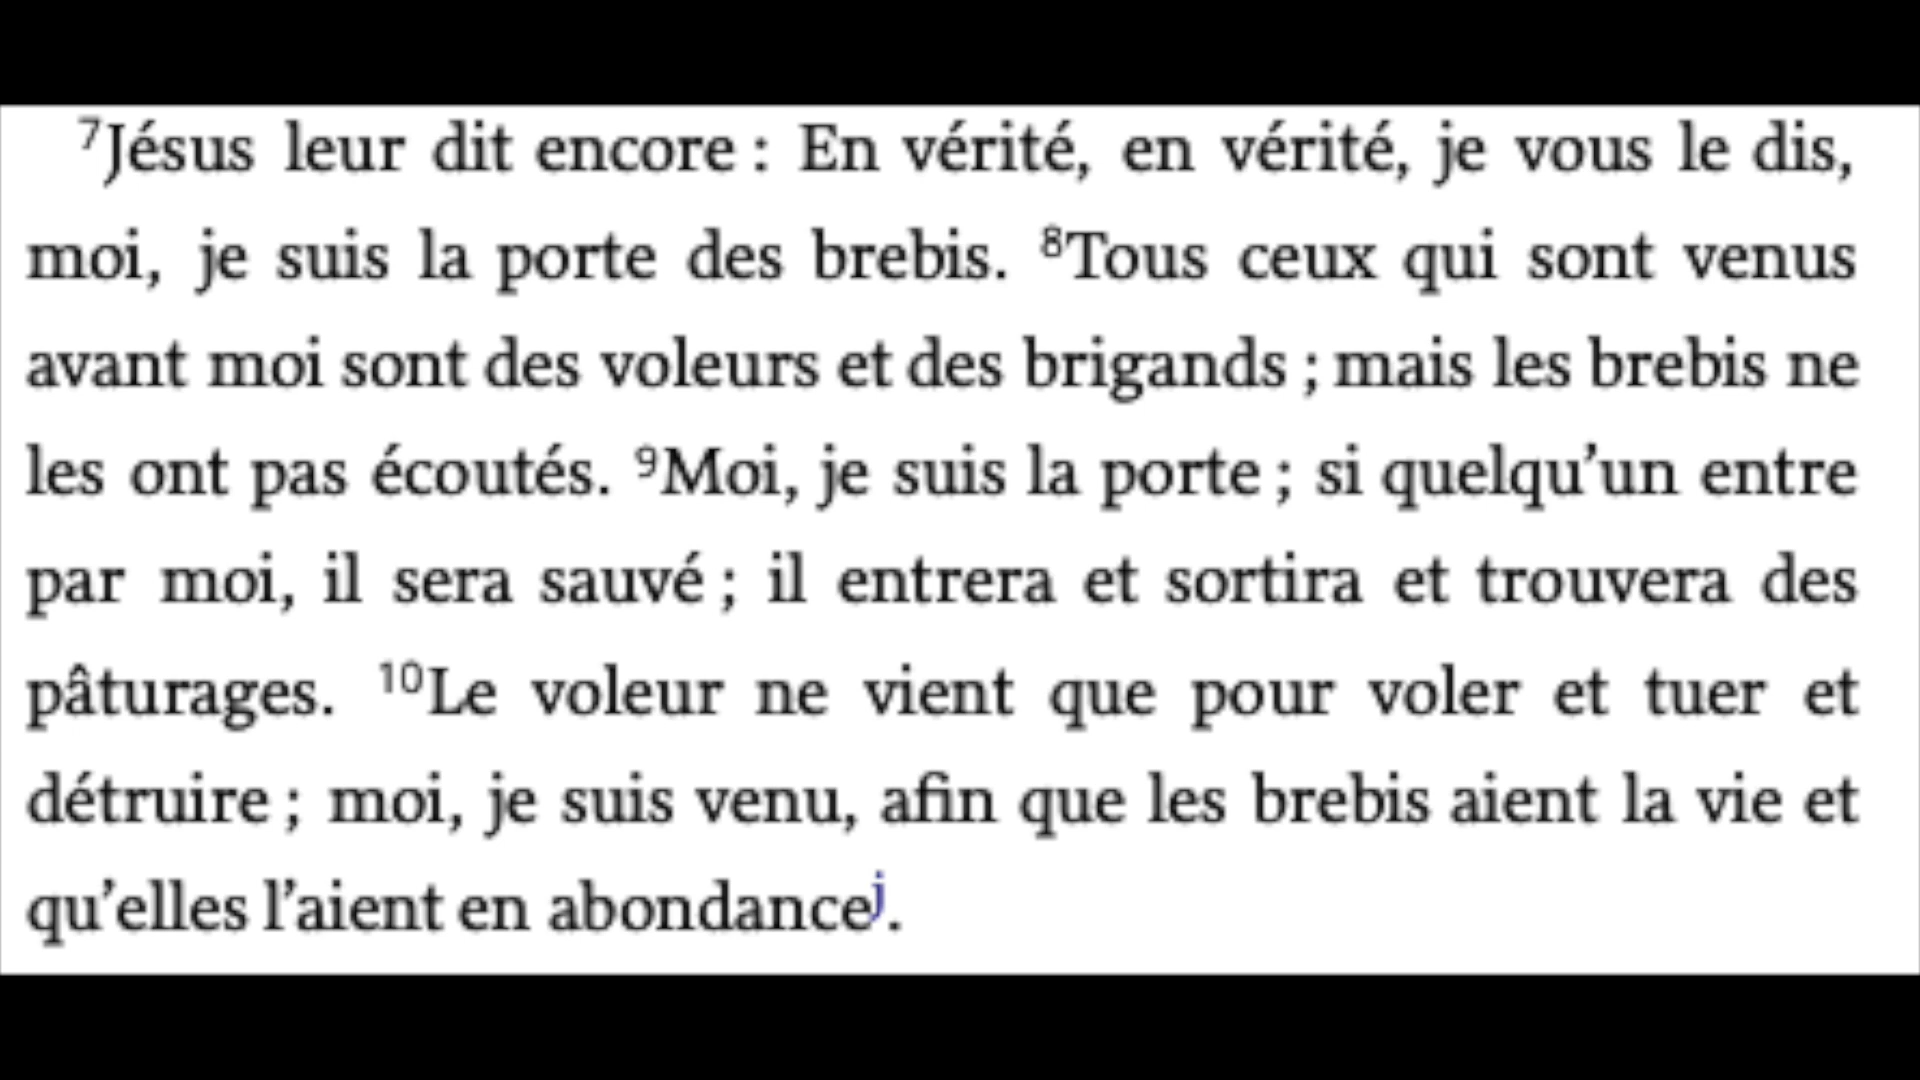 ⁷Jésus leur dit encore : En vérité, en vérité, je vous le dis,
moi, je suis la porte des brebis. ⁸Tous ceux qui sont venus
avant moi sont des voleurs et des brigands ; mais les brebis ne
les ont pas écoutés. ⁹Moi, je suis la porte ; si quelqu’un entre
par moi, il sera sauvé ; il entrera et sortira et trouvera des
pâturages. ¹⁰Le voleur ne vient que pour voler et tuer et
détruire ; moi, je suis venu, afin que les brebis aient la vie et
qu’elles l’aient en abondanceʲ.